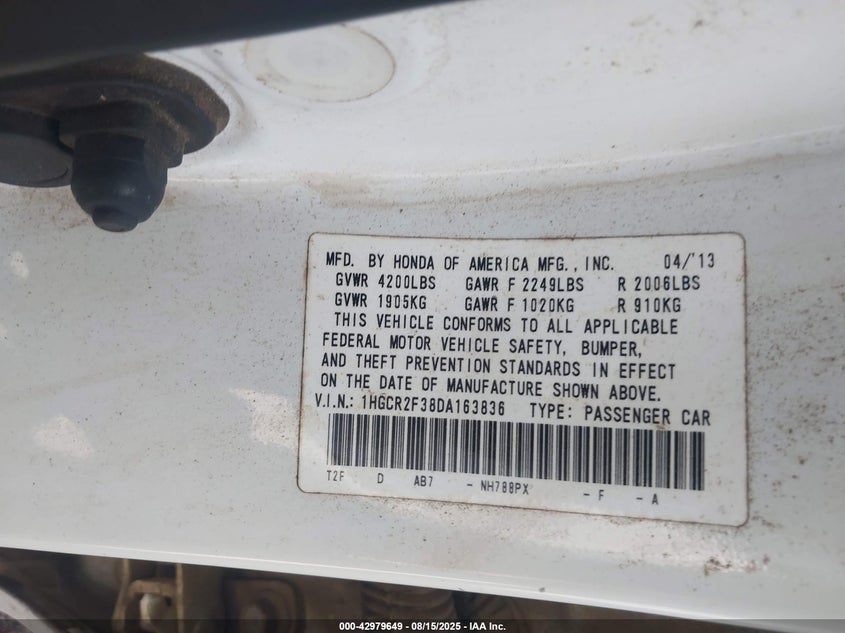 MFD. BY HONDA OF AMERICA MFG., INC. 04/'13
GVWR 4200LBS GAWR F 2249LBS R 2006LBS
GVWR 1905KG GAWR F 1020KG R 910KG
THIS VEHICLE CONFORMS TO ALL APPLICABLE
FEDERAL MOTOR VEHICLE SAFETY, BUMPER,
AND THEFT PREVENTION STANDARDS IN EFFECT
ON THE DATE OF MANUFACTURE SHOWN ABOVE.
V.I.N.: 1HGCR2F38DA163836 TYPE: PASSENGER CAR
T2F D AB7 - NH788PX - F - A
000-42979649 - 08/15/2025 - IAA Inc.